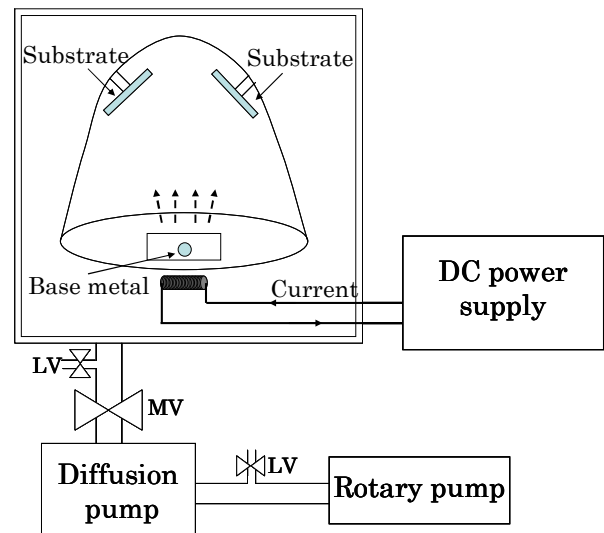 Substrate
Substrate
Base metal
Current
DC power
supply
LV
MV
LV
Diffusion
pump
Rotary pump